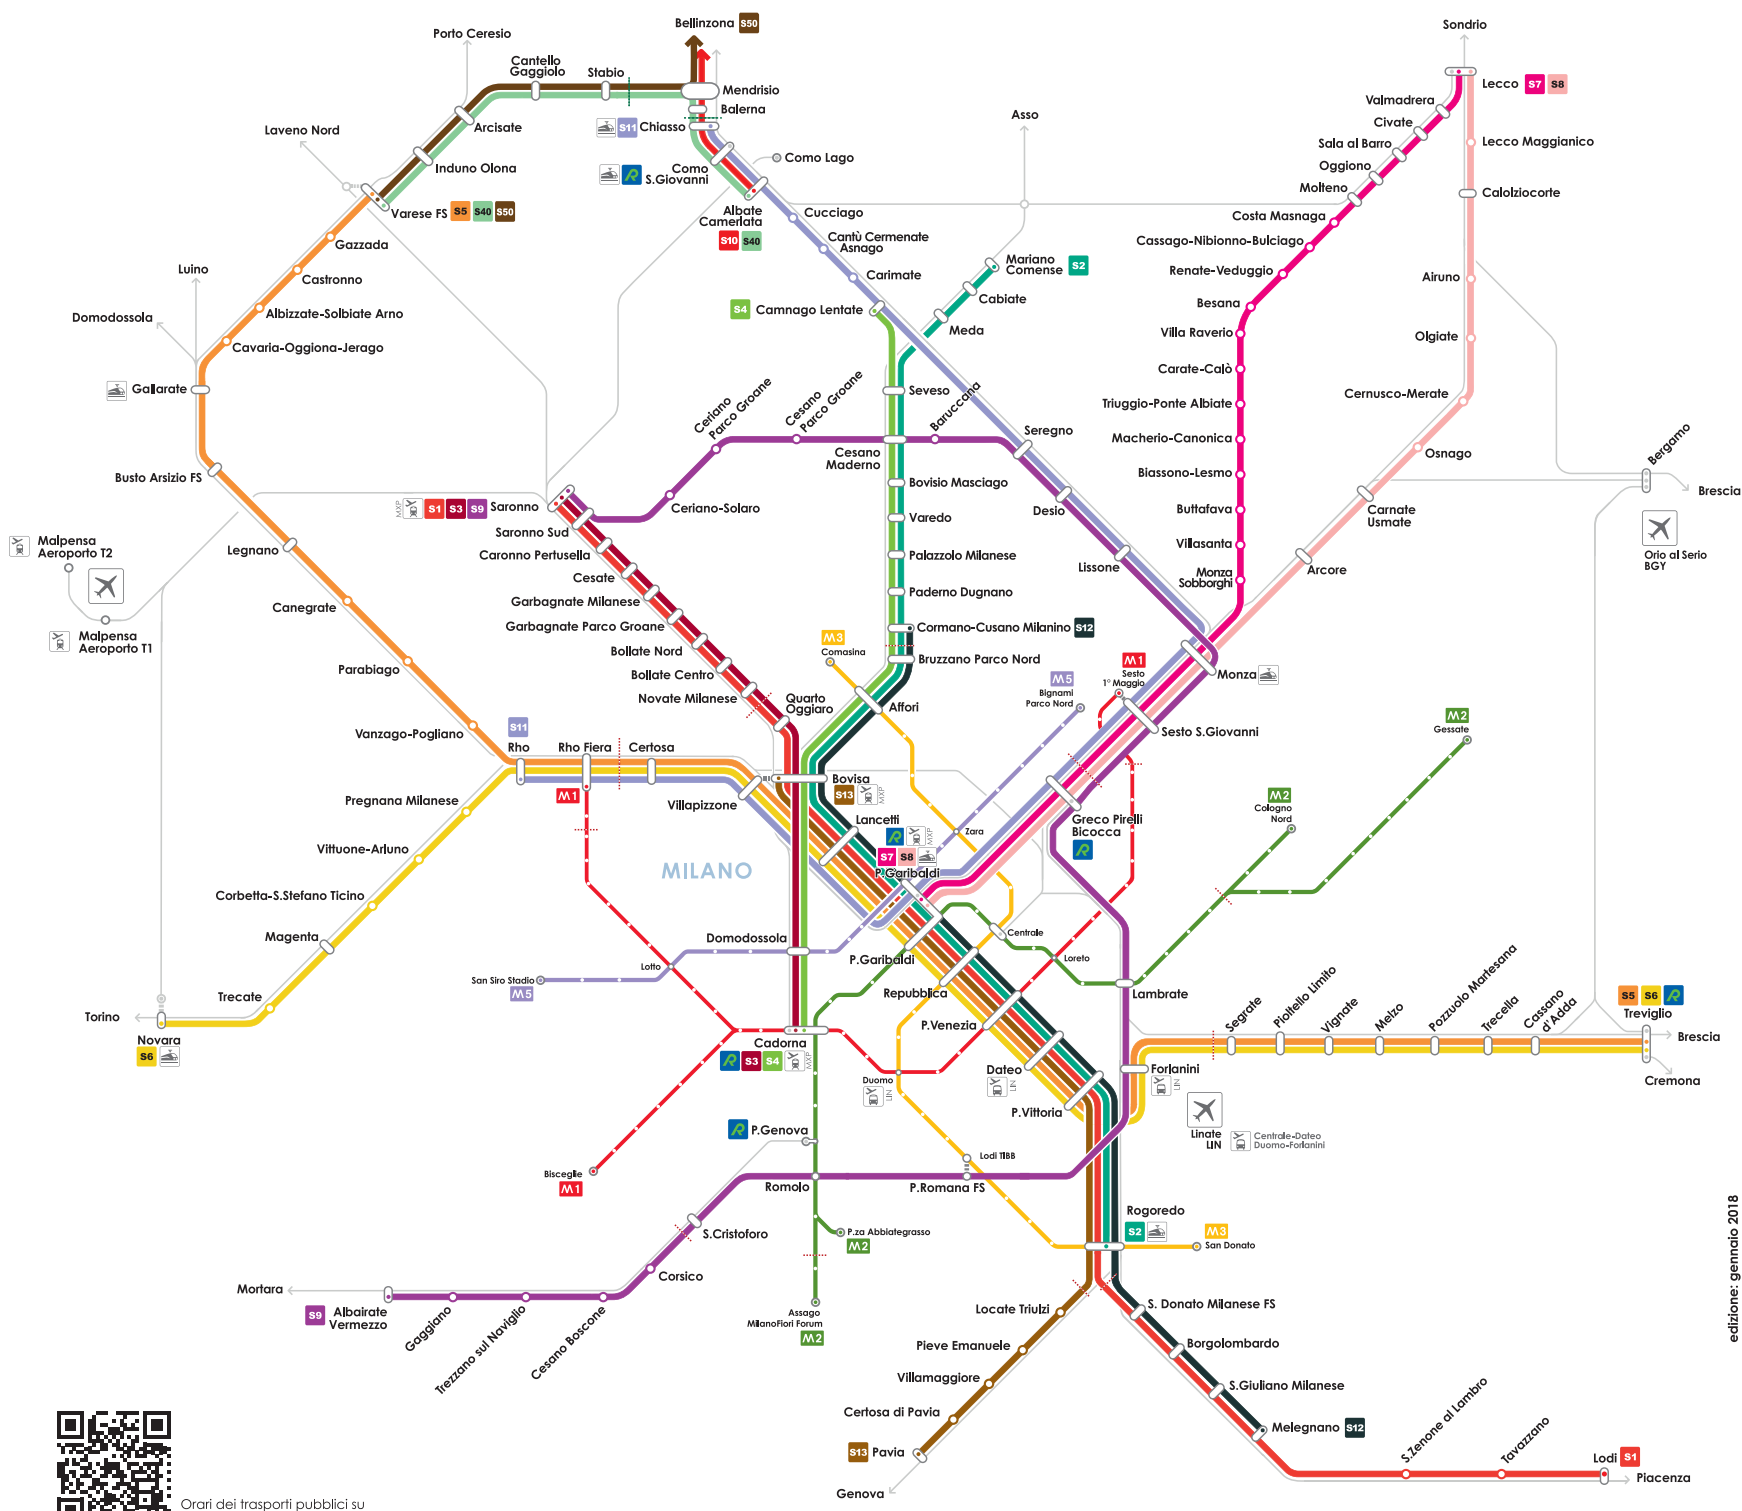 Bellinzona S50
Sondrio
Porto Ceresio
Cantello
Gaggiolo
Stabio
Mendrisio
Lecco S7 S8
Balerna
Valmadrera
Asso
Arcisate
S11 Chiasso
Civate
Laveno Nord
Sala al Barro
Lecco Maggianico
Como Lago
Induno Olona
R Como
S.Giovanni
Oggiono
Molteno
Calolziocorte
Varese FS S5 S40 S50
Albate
Camerlata
S10 S40
Cucciago
Costa Masnaga
Gazzada
Cantù Cermenate
Asnago
Cassago-Nibionno-Bulciago
Luino
Mariano
Comense S2
Castronno
Carimate
Renate-Veduggio
Airuno
Cabiate
Besana
Domodossola
Albizzate-Solbiate Arno
S4 Camnago Lentate
Meda
Villa Raverio
Olgiate
Cavaria-Oggiona-Jerago
Carate-Calò
Gallarate
Seveso
Cernusco-Merate
Ceriano
Parco Groane
Cesano
Parco Groane
Baruccana
Triuggio-Ponte Albiate
Seregno
Macherio-Canonica
Bergamo
Cesano
Maderno
Osnago
Busto Arsizio FS
Biassono-Lesmo
Bovisio Masciago
Brescia
MXP S1 S3 S9 Saronno
Ceriano-Solaro
Desio
Buttafava
Carnate
Usmate
Varedo
Saronno Sud
Malpensa
Aeroporto T2
Legnano
Caronno Pertusella
Palazzolo Milanese
Villasanta
Orio al Serio
BGY
Lissone
Arcore
Cesate
Monza
Sobborghi
Paderno Dugnano
Canegrate
Garbagnate Milanese
Garbagnate Parco Groane
Cormano-Cusano Milanino S12
Malpensa
Aeroporto T1
M3
Comasina
Bollate Nord
Bruzzano Parco Nord
Parabiago
Bollate Centro
M1
Sesto
1° Maggio
Monza
M5
Bignami
Parco Nord
Novate Milanese
Quarto
Oggiaro
Affori
M2
Gessate
Vanzago-Pogliano
S11
Rho
Rho Fiera
Certosa
Sesto S.Giovanni
Bovisa
S13 MXP
M1
Villapizzone
Pregnana Milanese
M2
Cologno
Nord
Lancetti
Greco Pirelli
Bicocca
R
R MXP
Zara
S7 S8
P.Garibaldi
Vittuone-Arluno
MILANO
Corbetta-S.Stefano Ticino
Magenta
Domodossola
Centrale
P.Garibaldi
Lotto
Loreto
San Siro Stadio
M5
Repubblica
Lambrate
Trecate
Segrate
Pioltello Limito
Vignate
Melzo
Pozzuolo Martesana
Trecella
Cassano
d'Adda
S5 S6 R
Treviglio
Torino
P.Venezia
Brescia
Novara
S6
Cadorna
R S3 S4 MXP
Duomo
LIN
Dateo
LIN
Forlanini
LIN
Cremona
P.Vittoria
R P.Genova
Linate
LIN
Centrale-Dateo
Duomo-Forlanini
Lodi TIBB
Bisceglie
M1
Romolo
P.Romana FS
Rogoredo
S2
M3
San Donato
S.Cristoforo
P.za Abbiategrasso
M2
Corsico
Mortara
S9 Albairate
Vermezzo
Gaggiano
Trezzano sul Naviglio
Cesano Boscone
Assago
MilanoFiori Forum
M2
Locate Triulzi
S. Donato Milanese FS
Pieve Emanuele
Borgolombardo
Villamaggiore
S.Giuliano Milanese
Certosa di Pavia
Melegnano S12
S.Zenone al Lambro
Tavazzano
S13 Pavia
Lodi S1
Piacenza
Genova
edizione: gennaio 2018
Orari dei trasporti pubblici su